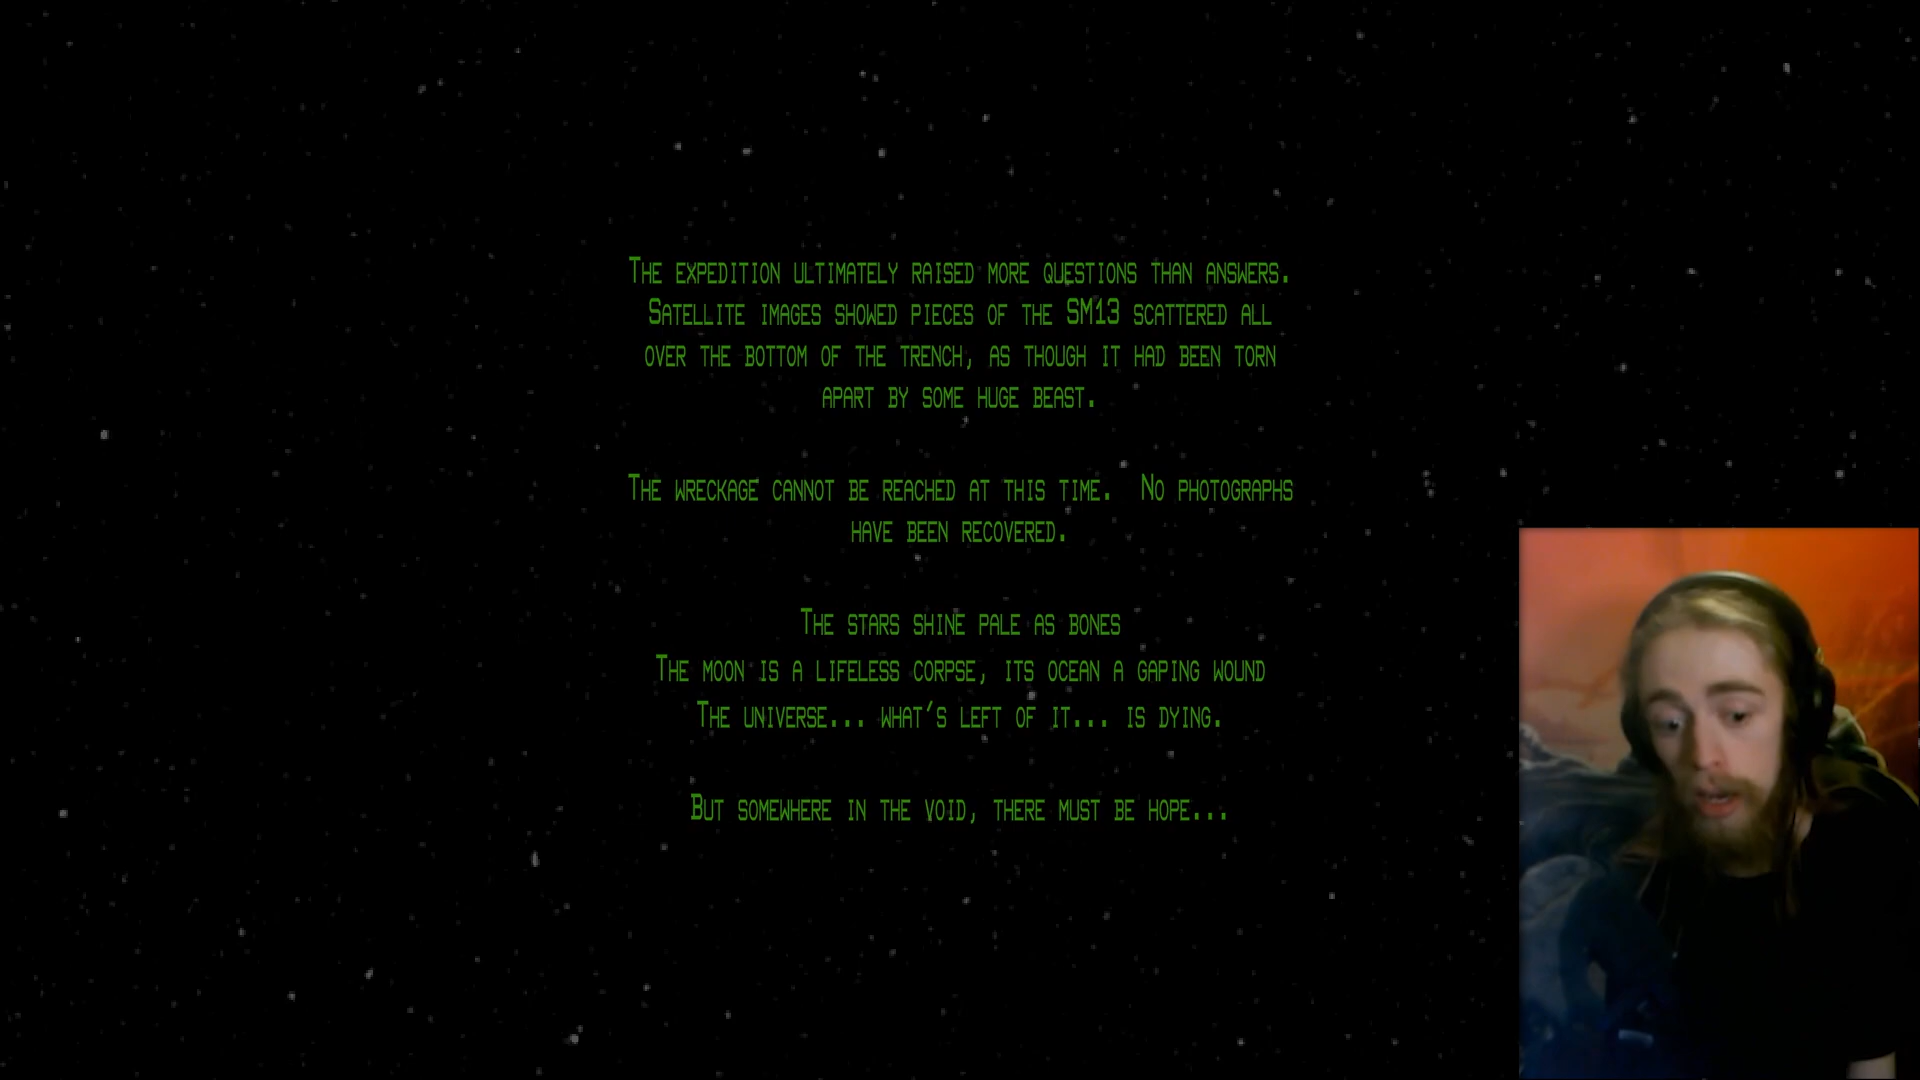 The expedition ultimately raised more questions than answers.
Satellite images showed pieces of the SM13 scattered all
over the bottom of the trench, as though it had been torn
apart by some huge beast.
The wreckage cannot be reached at this time.  No photographs
have been recovered.
The stars shine pale as bones
The moon is a lifeless corpse, its ocean a gaping wound
The universe... what's left of it... is dying.
But somewhere in the void, there must be hope...